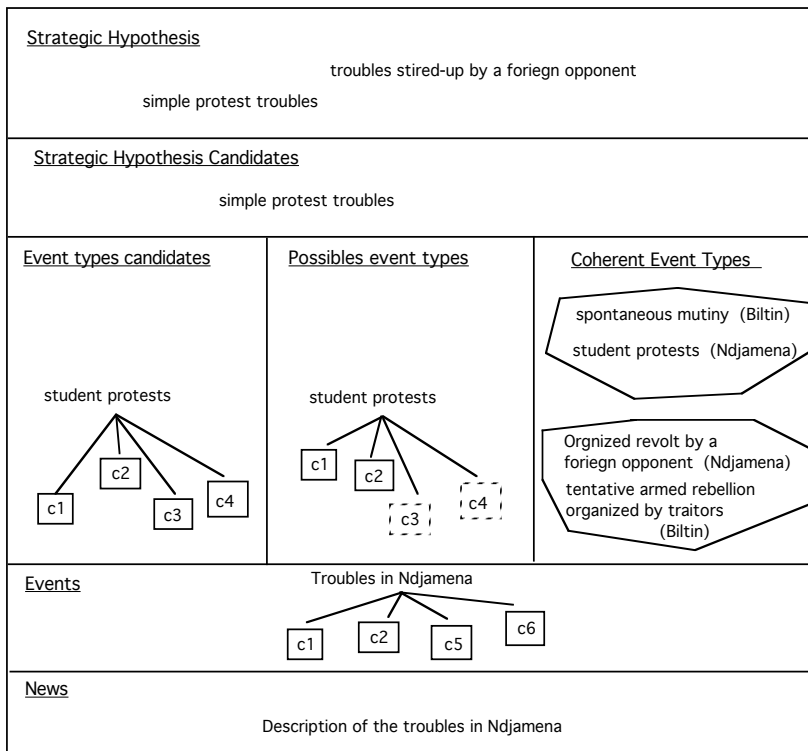 Strategic Hypothesis
troubles stired-up by a foriegn opponent
simple protest troubles
Strategic Hypothesis Candidates
simple protest troubles
Event types candidates
student protests
c1
c2
c3
c4
Possibles event types
student protests
c1
c2
c3
c4
Coherent Event Types
spontaneous mutiny (Biltin)
student protests (Ndjamena)
Orgnized revolt by a
foriegn opponent (Ndjamena)
tentative armed rebellion
organized by traitors
(Biltin)
Events
Troubles in Ndjamena
c1
c2
c5
c6
News
Description of the troubles in Ndjamena